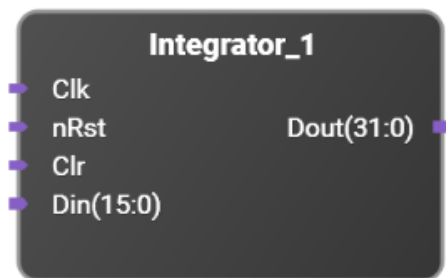 Integrator_1
Clk
nRst
Dout(31:0)
Clr
Din(15:0)